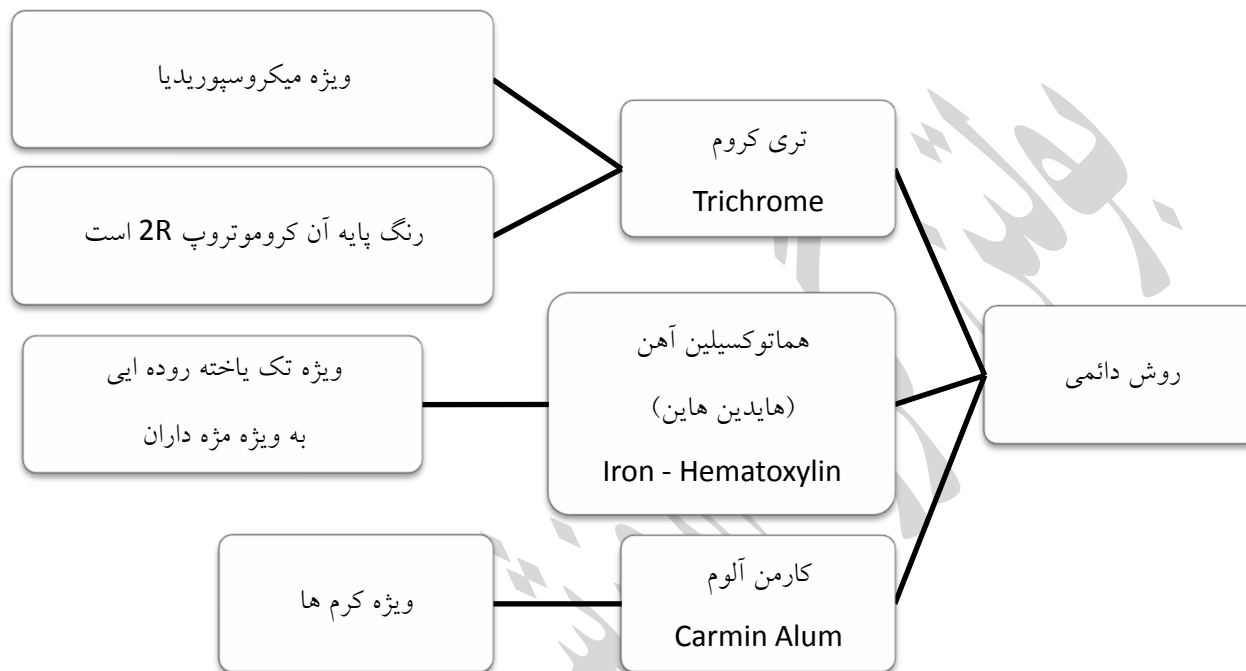 روش دائمی
تری کروم
Trichrome
ویژه میکروسپوریدیا
رنگ پایه آن کروموتروپ 2R است
هماتوکسیلین آهن
(هایدین هاین)
Iron - Hematoxylin
ویژه تک یاخته روده ایی
به ویژه مژه داران
کارمن آلوم
Carmin Alum
ویژه کرم ها